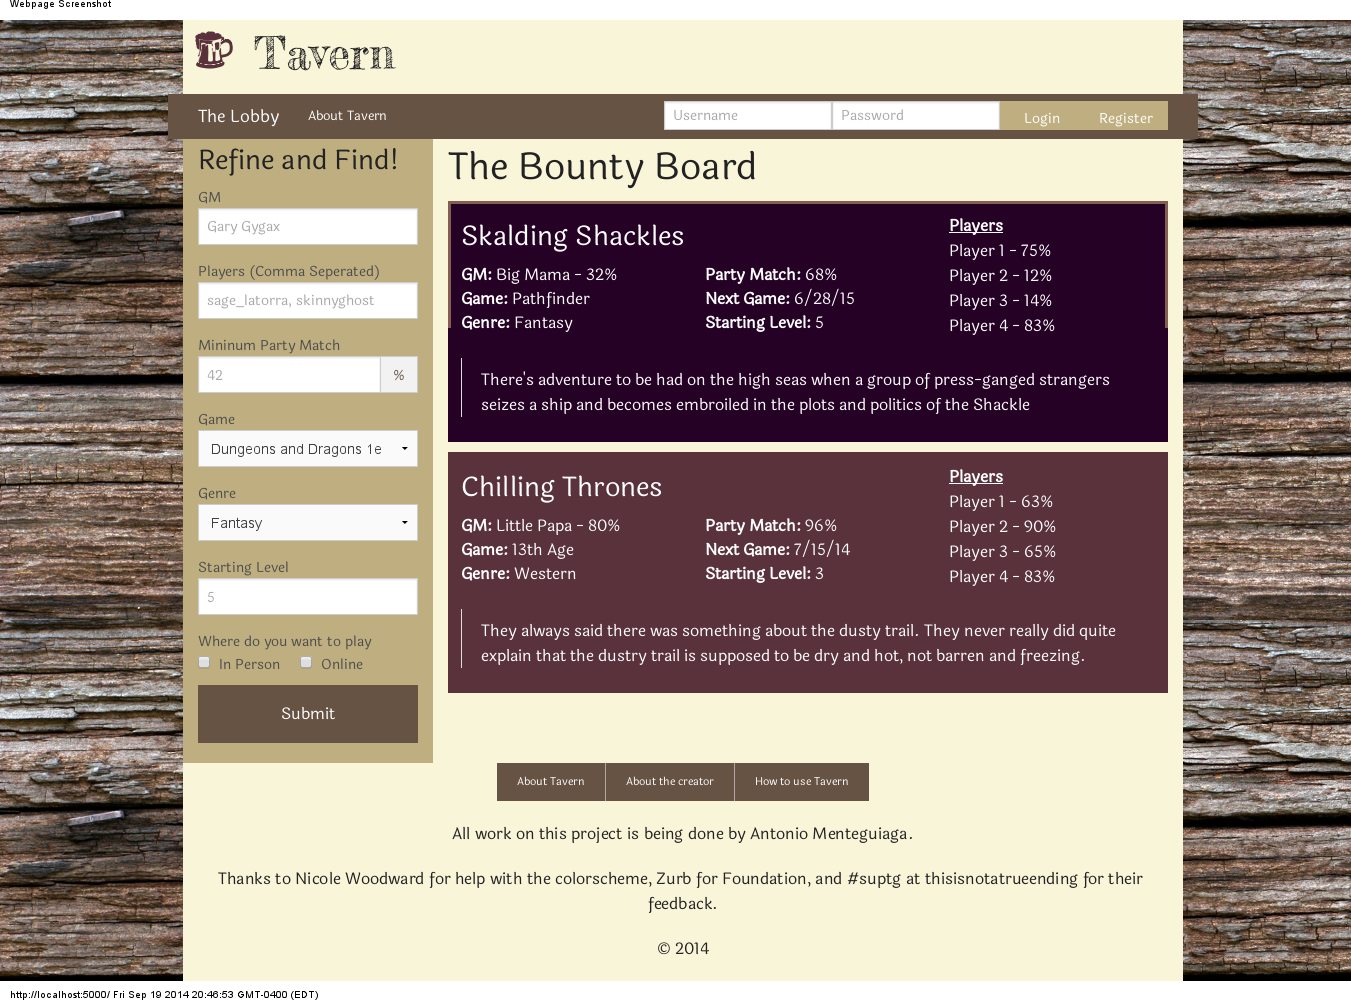 Webpage Screenshot
Tavern
The Lobby
About Tavern
Username
Password
Login
Register
Refine and Find!
GM
Gary Gygax
Players (Comma Seperated)
sage_latorra, skinnyghost
Mininum Party Match
42
%
Game
Dungeons and Dragons 1e
Genre
Fantasy
Starting Level
5
Where do you want to play
In Person
Online
Submit
The Bounty Board
Skalding Shackles
GM: Big Mama - 32%
Game: Pathfinder
Genre: Fantasy
Party Match: 68%
Next Game: 6/28/15
Starting Level: 5
Players
Player 1 - 75%
Player 2 - 12%
Player 3 - 14%
Player 4 - 83%
There's adventure to be had on the high seas when a group of press-ganged strangers
seizes a ship and becomes embroiled in the plots and politics of the Shackle
Chilling Thrones
GM: Little Papa - 80%
Game: 13th Age
Genre: Western
Party Match: 96%
Next Game: 7/15/14
Starting Level: 3
Players
Player 1 - 63%
Player 2 - 90%
Player 3 - 65%
Player 4 - 83%
They always said there was something about the dusty trail. They never really did quite
explain that the dustry trail is supposed to be dry and hot, not barren and freezing.
About Tavern
About the creator
How to use Tavern
All work on this project is being done by Antonio Menteguiaga.
Thanks to Nicole Woodward for help with the colorscheme, Zurb for Foundation, and #suptg at thisisnotatrueending for their
feedback.
© 2014
http://localhost:5000/ Fri Sep 19 2014 20:46:53 GMT-0400 (EDT)